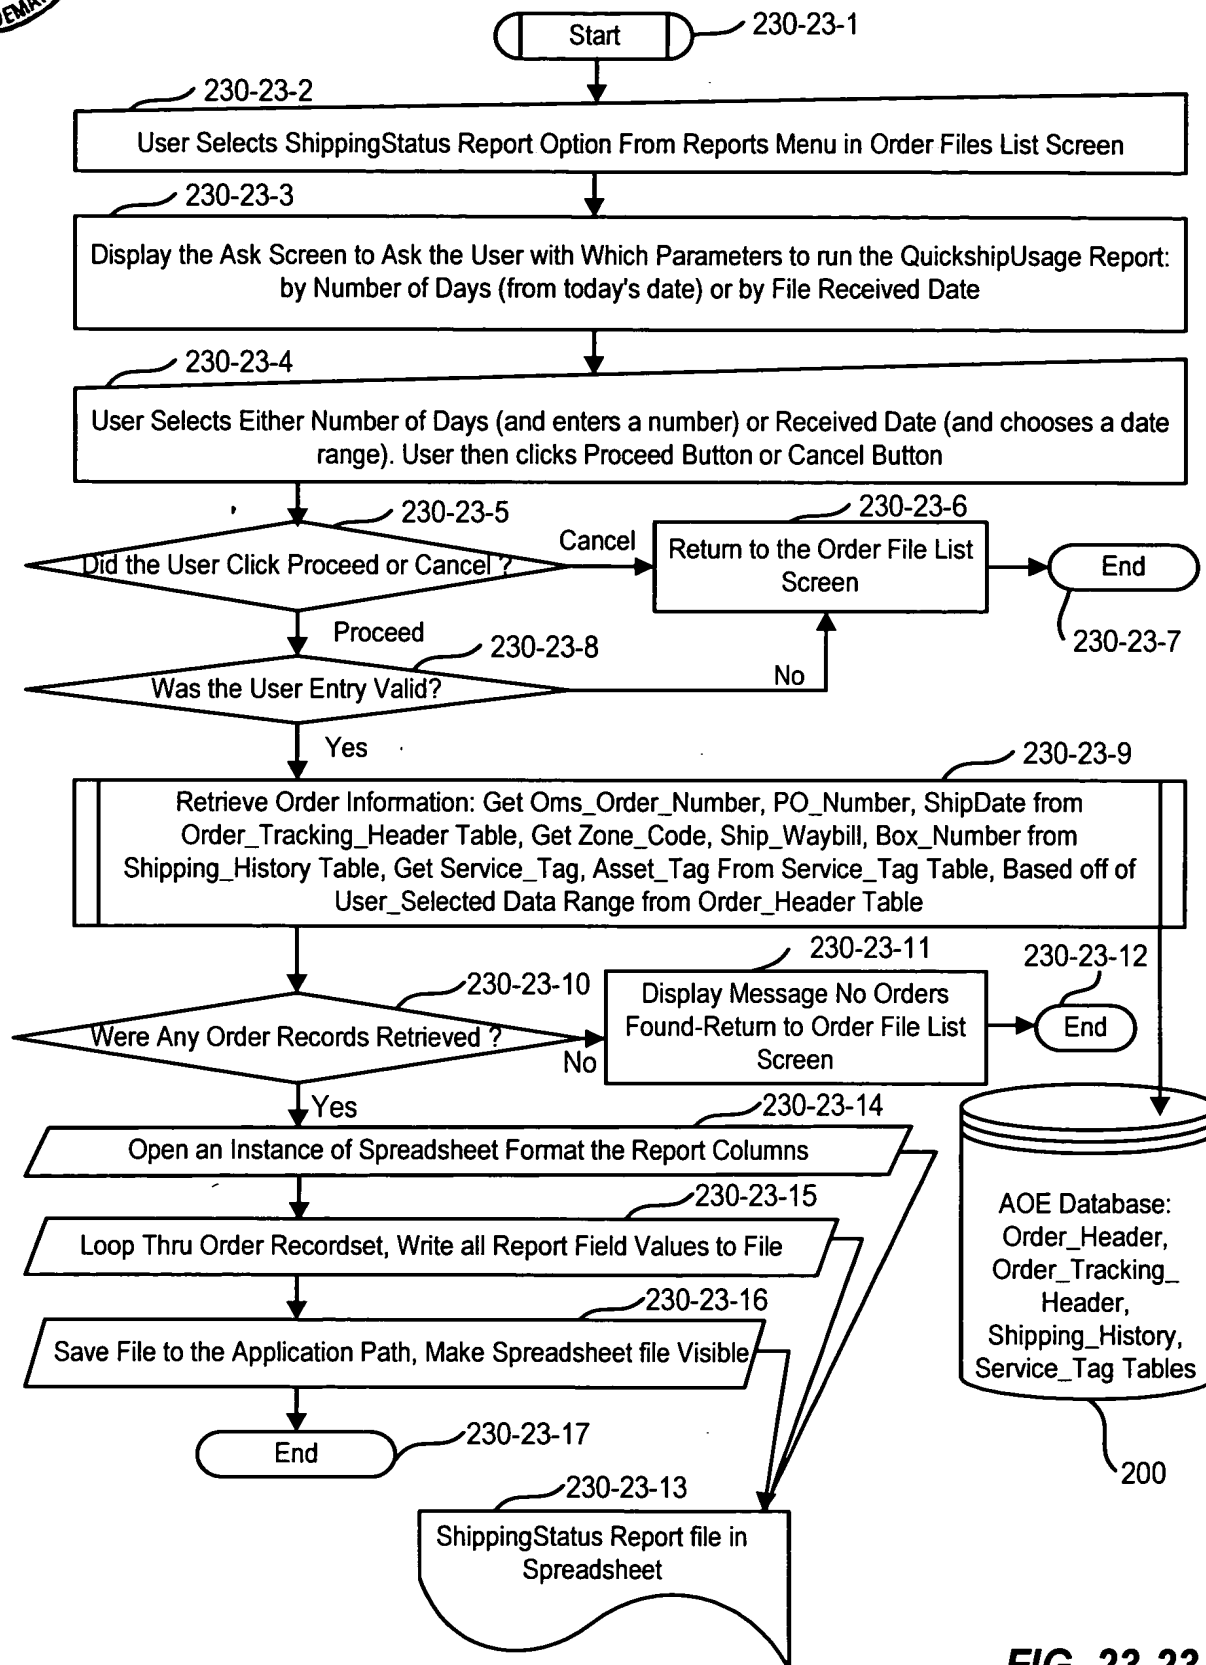 Start
230-23-1
230-23-2
User Selects ShippingStatus Report Option From Reports Menu in Order Files List Screen
230-23-3
Display the Ask Screen to Ask the User with Which Parameters to run the QuickshipUsage Report:
by Number of Days (from today's date) or by File Received Date
230-23-4
User Selects Either Number of Days (and enters a number) or Received Date (and chooses a date
range). User then clicks Proceed Button or Cancel Button
230-23-5
Did the User Click Proceed or Cancel ?
Cancel
230-23-6
Return to the Order File List
Screen
End
230-23-7
Proceed
230-23-8
Was the User Entry Valid?
No
Yes
230-23-9
Retrieve Order Information: Get Oms_Order_Number, PO_Number, ShipDate from
Order_Tracking_Header Table, Get Zone_Code, Ship_Waybill, Box_Number from
Shipping_History Table, Get Service_Tag, Asset_Tag From Service_Tag Table, Based off of
User_Selected Data Range from Order_Header Table
230-23-10
Were Any Order Records Retrieved ?
No
230-23-11
Display Message No Orders
Found-Return to Order File List
Screen
230-23-12
End
Yes
230-23-14
Open an Instance of Spreadsheet Format the Report Columns
230-23-15
Loop Thru Order Recordset, Write all Report Field Values to File
230-23-16
Save File to the Application Path, Make Spreadsheet file Visible
End
230-23-17
AOE Database:
Order_Header,
Order_Tracking_
Header,
Shipping_History,
Service_Tag Tables
200
230-23-13
ShippingStatus Report file in
Spreadsheet